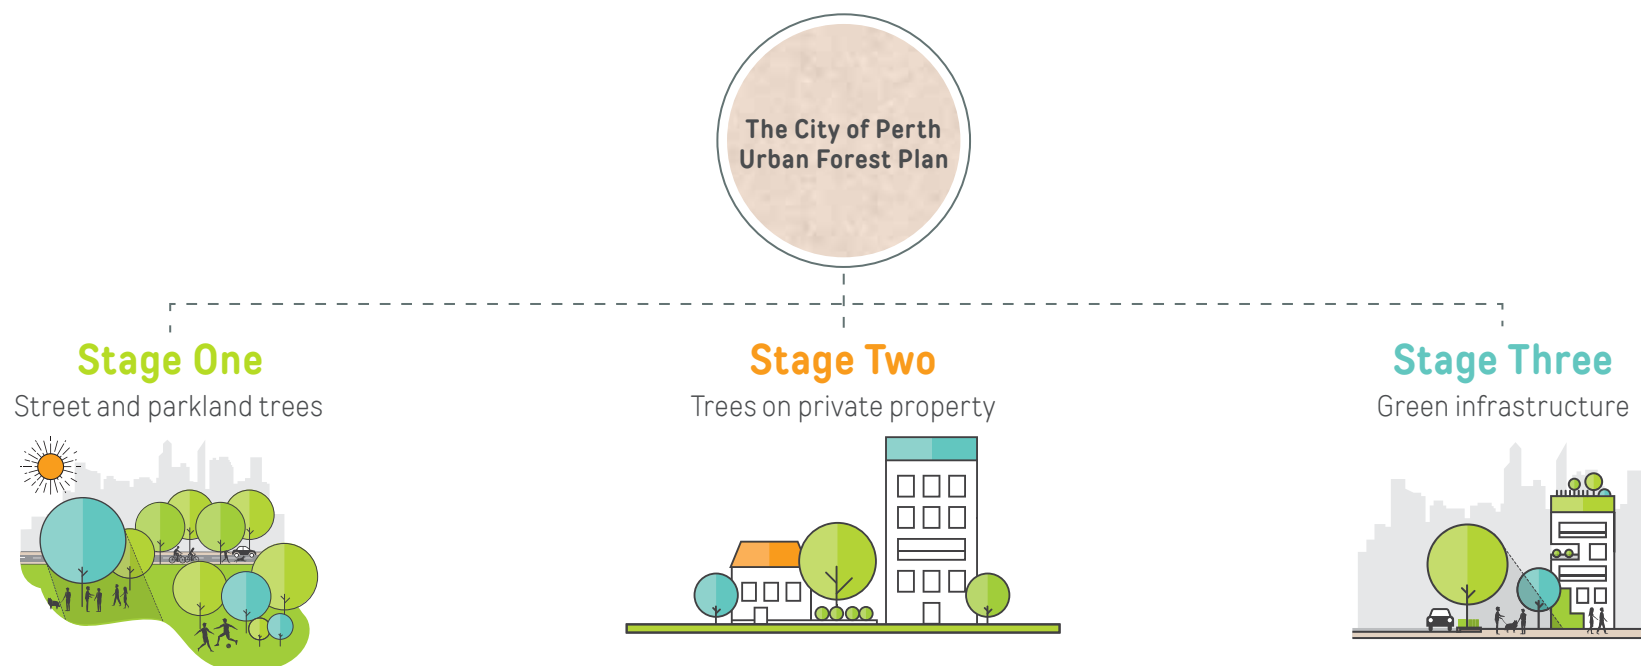 The City of Perth
Urban Forest Plan
Stage One
Street and parkland trees
Stage Two
Trees on private property
Stage Three
Green infrastructure